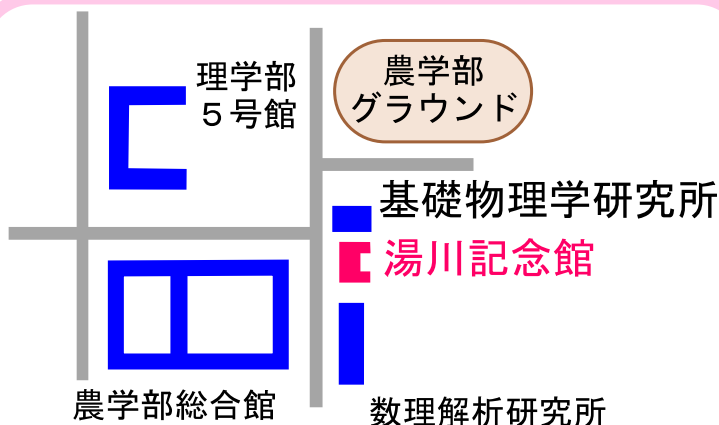 理学部
５号館
農学部
グラウンド
基礎物理学研究所
湯川記念館
農学部総合館
数理解析研究所